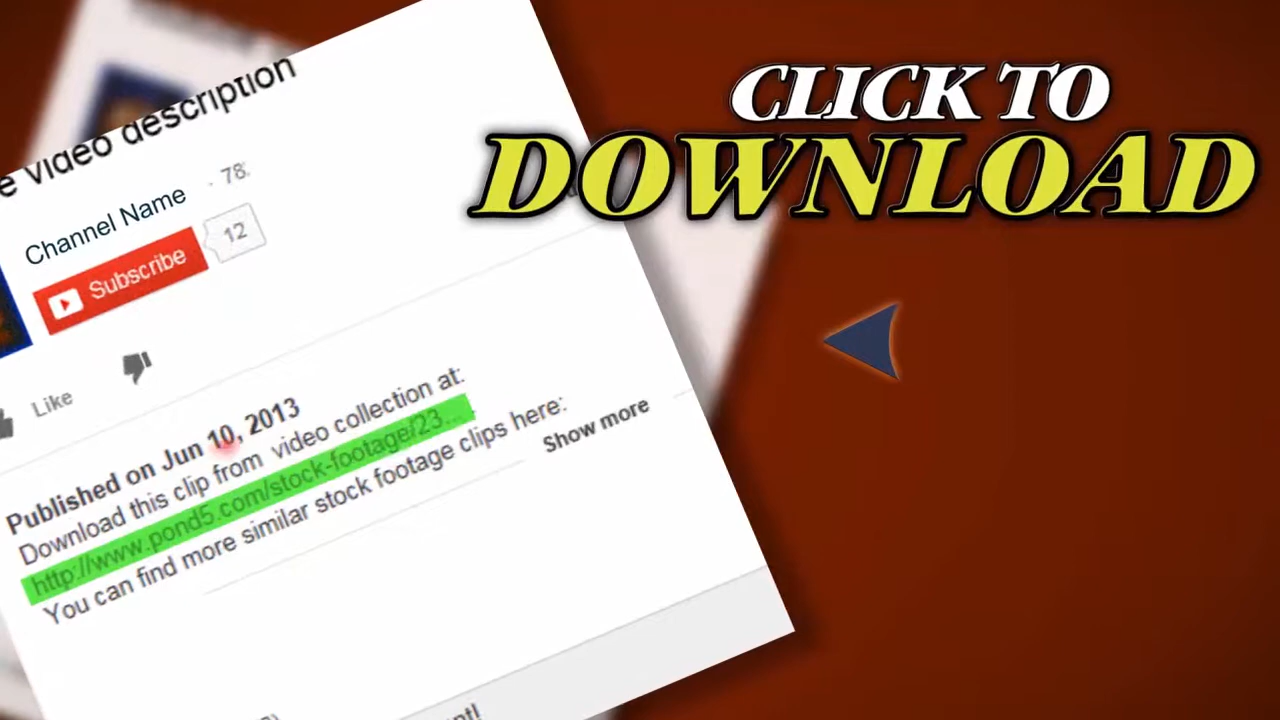 CLICK TO
DOWNLOAD
e video description
Channel Name · 78
Subscribe 12
Like
Published on Jun 10, 2013
Download this clip from video collection at:
http://www.pond5.com/stock-footage/23...
You can find more similar stock footage clips here:
Show more